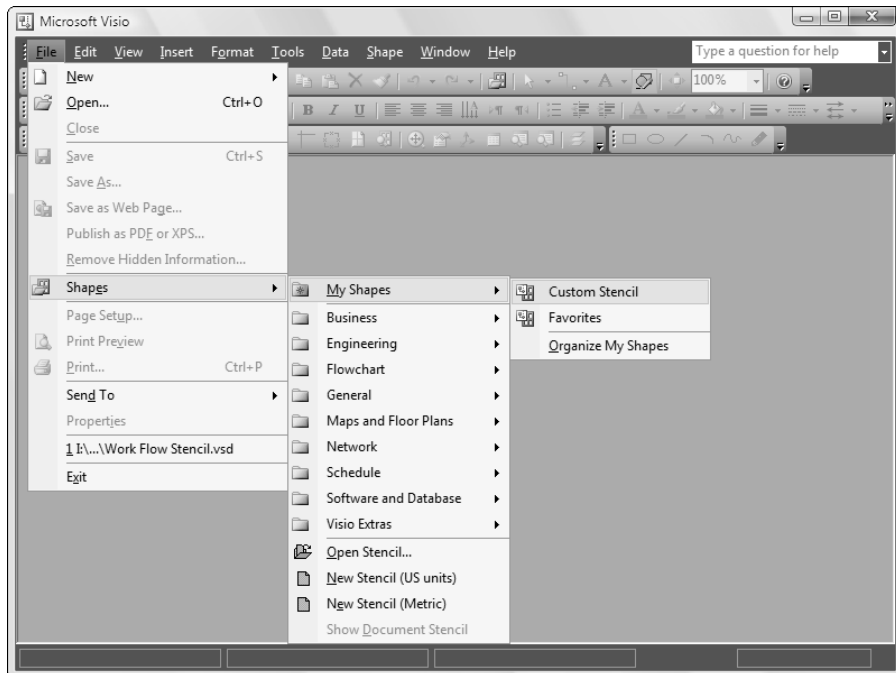 Microsoft Visio
File Edit View Insert Format Tools Data Shape Window Help Type a question for help
New
100%
Open... Ctrl+O
B I U
Close
Save Ctrl+S
Save As...
Save as Web Page...
Publish as PDF or XPS...
Remove Hidden Information...
Shapes
Page Setup...
Print Preview
Print... Ctrl+P
Send To
Properties
1 I:\...\Work Flow Stencil.vsd
Exit
My Shapes
Business
Engineering
Flowchart
General
Maps and Floor Plans
Network
Schedule
Software and Database
Visio Extras
Open Stencil...
New Stencil (US units)
New Stencil (Metric)
Show Document Stencil
Custom Stencil
Favorites
Organize My Shapes